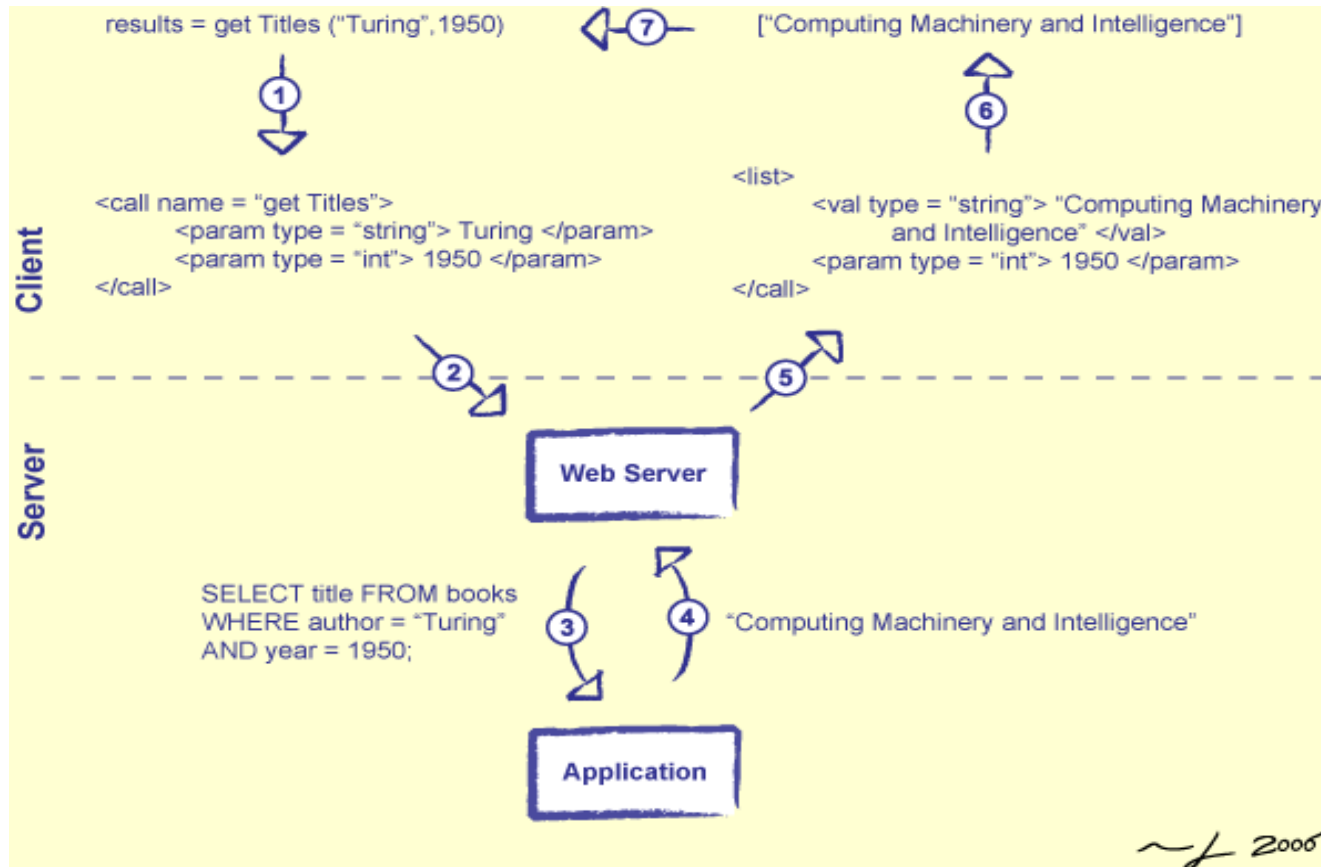 results = get Titles (“Turing”,1950)
7
[“Computing Machinery and Intelligence”]
1
6
<call name = “get Titles”>
<param type = “string”> Turing </param>
<param type = “int”> 1950 </param>
</call>
<list>
<val type = “string”> “Computing Machinery
and Intelligence” </val>
<param type = “int”> 1950 </param>
</call>
Client
2
5
Server
Web Server
SELECT title FROM books
WHERE author = “Turing”
AND year = 1950;
3
4
“Computing Machinery and Intelligence”
Application
2006